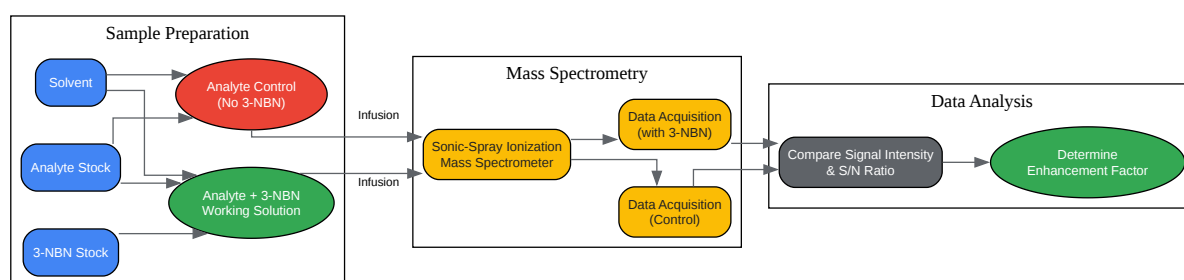 Sample Preparation
Solvent
Analyte Stock
3-NBN Stock
Analyte Control
(No 3-NBN)
Analyte + 3-NBN
Working Solution
Infusion
Infusion
Mass Spectrometry
Sonic-Spray Ionization
Mass Spectrometer
Data Acquisition
(with 3-NBN)
Data Acquisition
(Control)
Data Analysis
Compare Signal Intensity
& S/N Ratio
Determine
Enhancement Factor